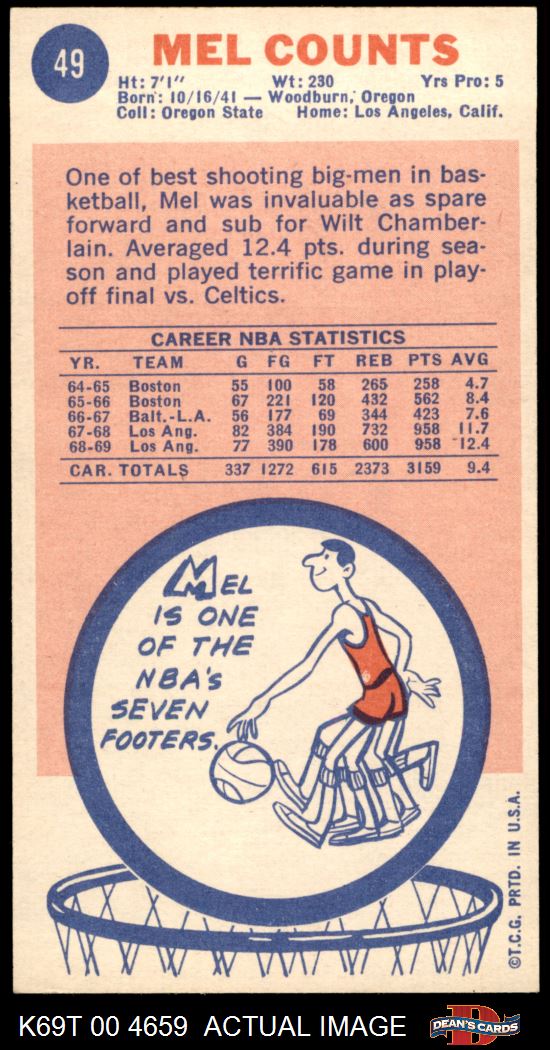 49
MEL COUNTS
Ht: 7'1" Wt: 230 Yrs Pro: 5
Born: 10/16/41 — Woodburn, Oregon
Coll: Oregon State Home: Los Angeles, Calif.
One of best shooting big-men in bas-
ketball, Mel was invaluable as spare
forward and sub for Wilt Chamber-
lain. Averaged 12.4 pts. during sea-
son and played terrific game in play-
off final vs. Celtics.
CAREER NBA STATISTICS
YR. TEAM G FG FT REB PTS AVG
64-65 Boston 55 100 58 265 258 4.7
65-66 Boston 67 221 120 432 562 8.4
66-67 Balt.-L.A. 56 177 69 344 423 7.6
67-68 Los Ang. 82 384 190 732 958 11.7
68-69 Los Ang. 77 390 178 600 958 12.4
CAR. TOTALS 337 1272 615 2373 3159 9.4
MEL
IS ONE
OF THE
NBA'S
SEVEN
FOOTERS.
©T.C.G. PRTD. IN U.S.A.
K69T 00 4659 ACTUAL IMAGE
D
DEAN'S CARDS